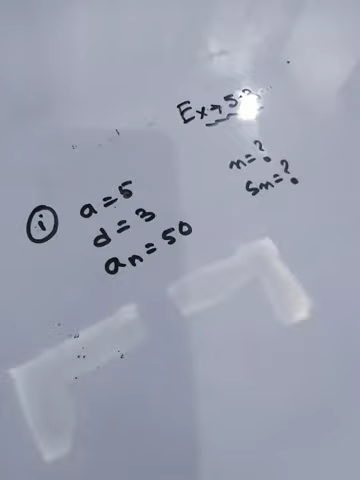 Ex→ 5.
i a=5
d=3
an=50
n=?
Sn=?